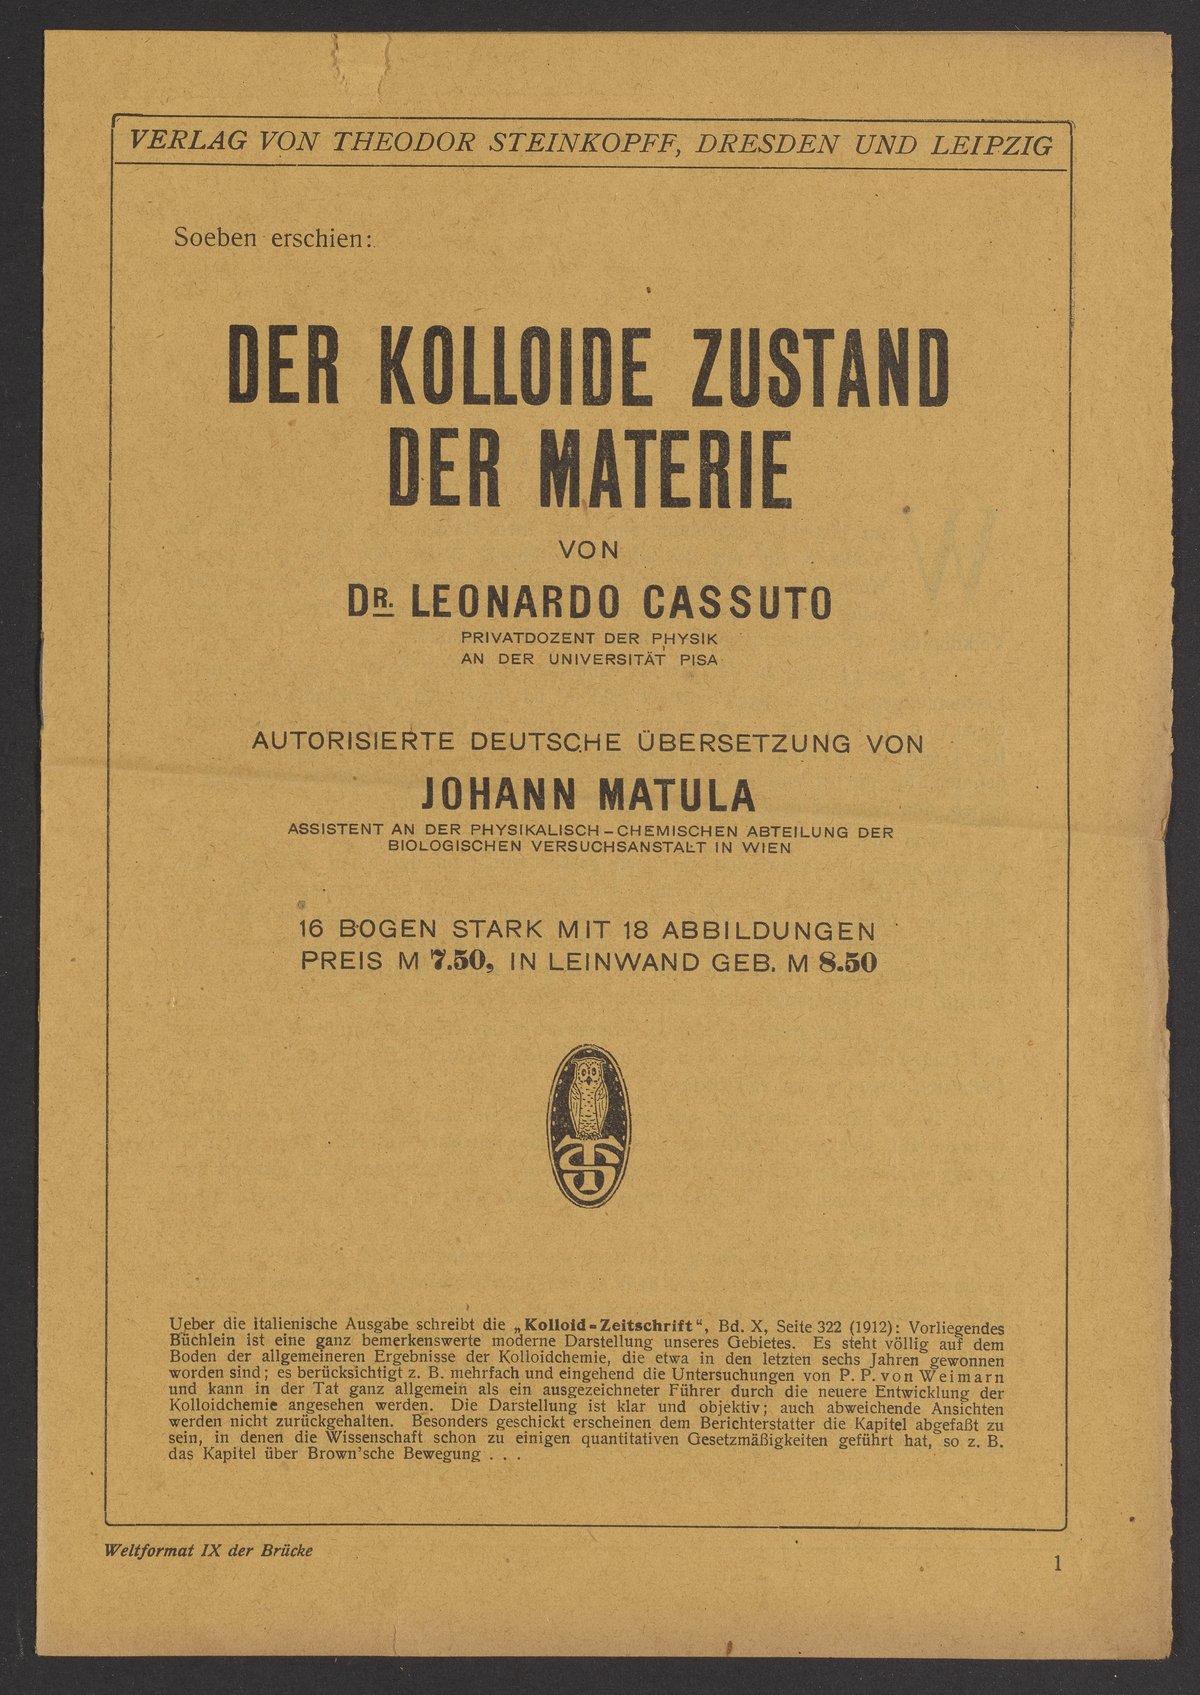 VERLAG VON THEODOR STEINKOPFF, DRESDEN UND LEIPZIG
Soeben erschien:
DER KOLLOIDE ZUSTAND
DER MATERIE
VON
DR. LEONARDO CASSUTO
PRIVATDOZENT DER PHYSIK
AN DER UNIVERSITÄT PISA
AUTORISIERTE DEUTSCHE ÜBERSETZUNG VON
JOHANN MATULA
ASSISTENT AN DER PHYSIKALISCH-CHEMISCHEN ABTEILUNG DER
BIOLOGISCHEN VERSUCHSANSTALT IN WIEN
16 BOGEN STARK MIT 18 ABBILDUNGEN
PREIS M 7.50, IN LEINWAND GEB. M 8.50
TS
Ueber die italienische Ausgabe schreibt die „Kolloid-Zeitschrift“, Bd. X, Seite 322 (1912): Vorliegendes
Büchlein ist eine ganz bemerkenswerte moderne Darstellung unseres Gebietes. Es steht völlig auf dem
Boden der allgemeineren Ergebnisse der Kolloidchemie, die etwa in den letzten sechs Jahren gewonnen
worden sind; es berücksichtigt z. B. mehrfach und eingehend die Untersuchungen von P. P. von Weimarn
und kann in der Tat ganz allgemein als ein ausgezeichneter Führer durch die neuere Entwicklung der
Kolloidchemie angesehen werden. Die Darstellung ist klar und objektiv; auch abweichende Ansichten
werden nicht zurückgehalten. Besonders geschickt erscheinen dem Berichterstatter die Kapitel abgefaßt zu
sein, in denen die Wissenschaft schon zu einigen quantitativen Gesetzmäßigkeiten geführt hat, so z. B.
das Kapitel über Brown'sche Bewegung . . .
Weltformat IX der Brücke
1